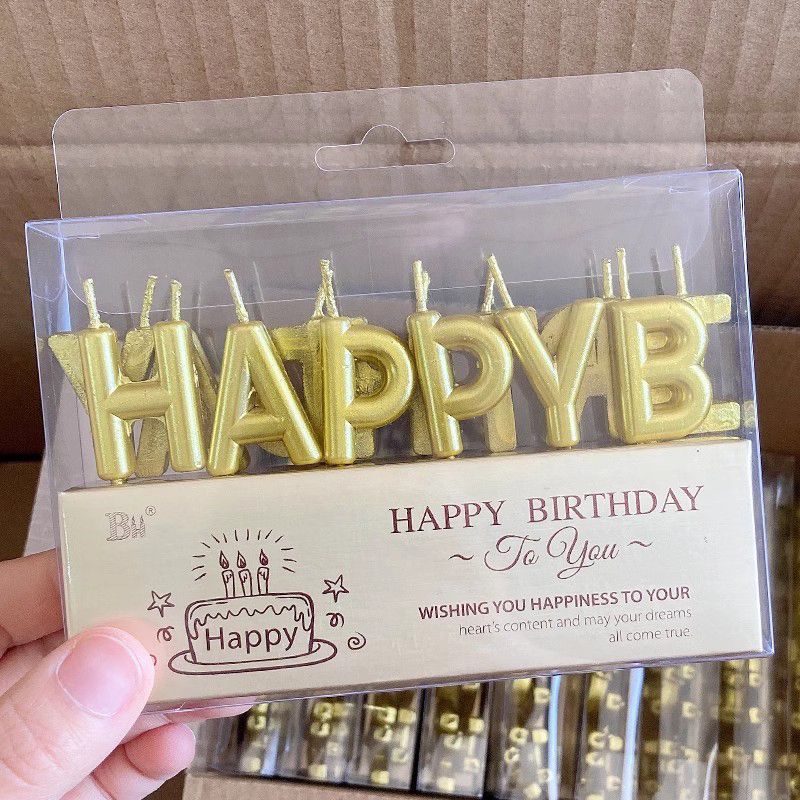 HAPPYB
BH®
HAPPY BIRTHDAY
~ To You ~
Happy
WISHING YOU HAPPINESS TO YOUR
heart's content and may your dreams
all come true.